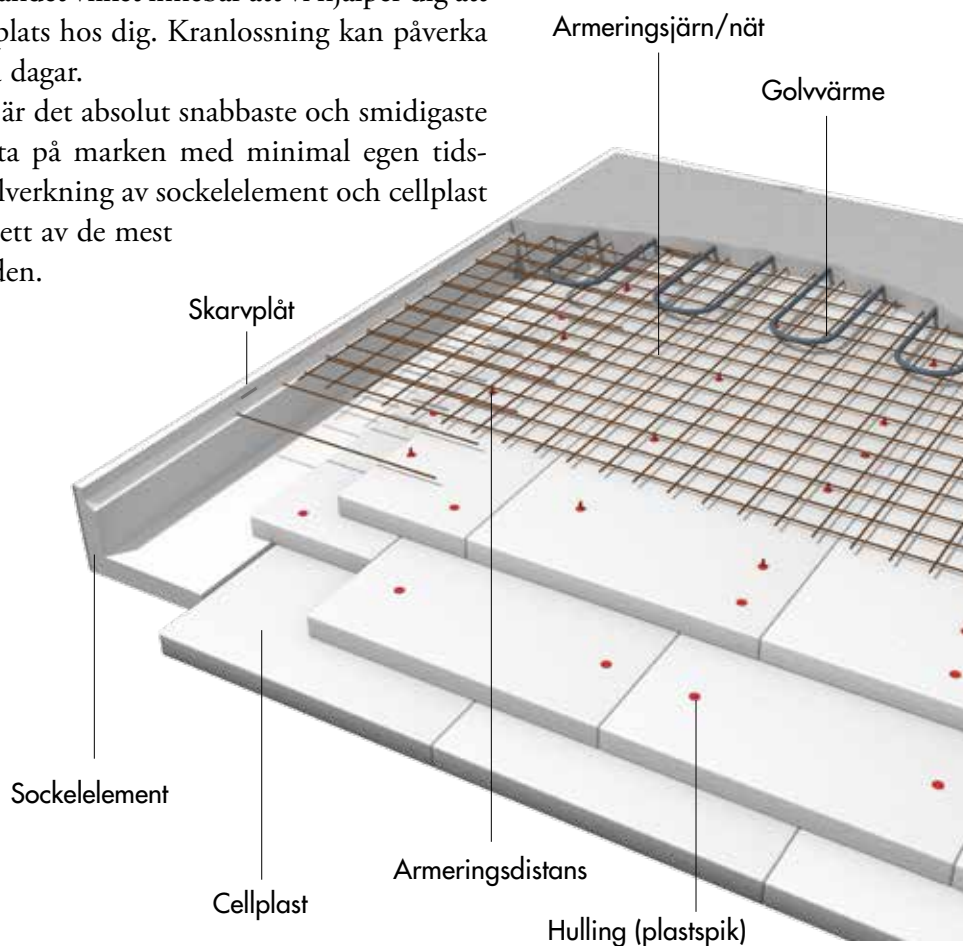 plats hos dig. Kranlossning kan påverka
dagar.
är det absolut snabbaste och smidigaste
på marken med minimal egen tids-
av sockelelement och cellplast
ett av de mest
Armeringsjärn/nät
Golvvärme
Skarvplåt
Sockelelement
Cellplast
Armeringsdistans
Hulling (plastspik)